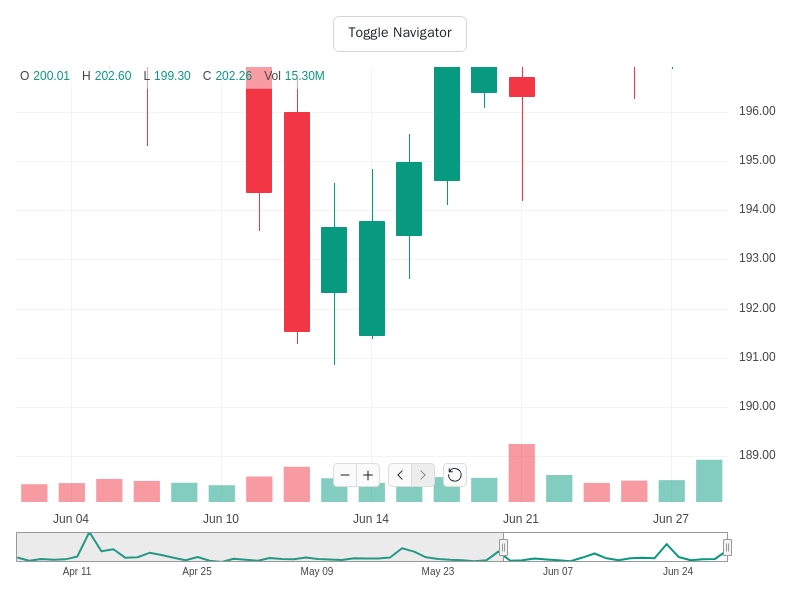 Toggle Navigator
O 200.01 H 202.60 L 199.30 C 202.26 Vol 15.30M
196.00
195.00
194.00
193.00
192.00
191.00
190.00
189.00
Jun 04 Jun 10 Jun 14 Jun 21 Jun 27
Apr 11 Apr 25 May 09 May 23 Jun 07 Jun 24